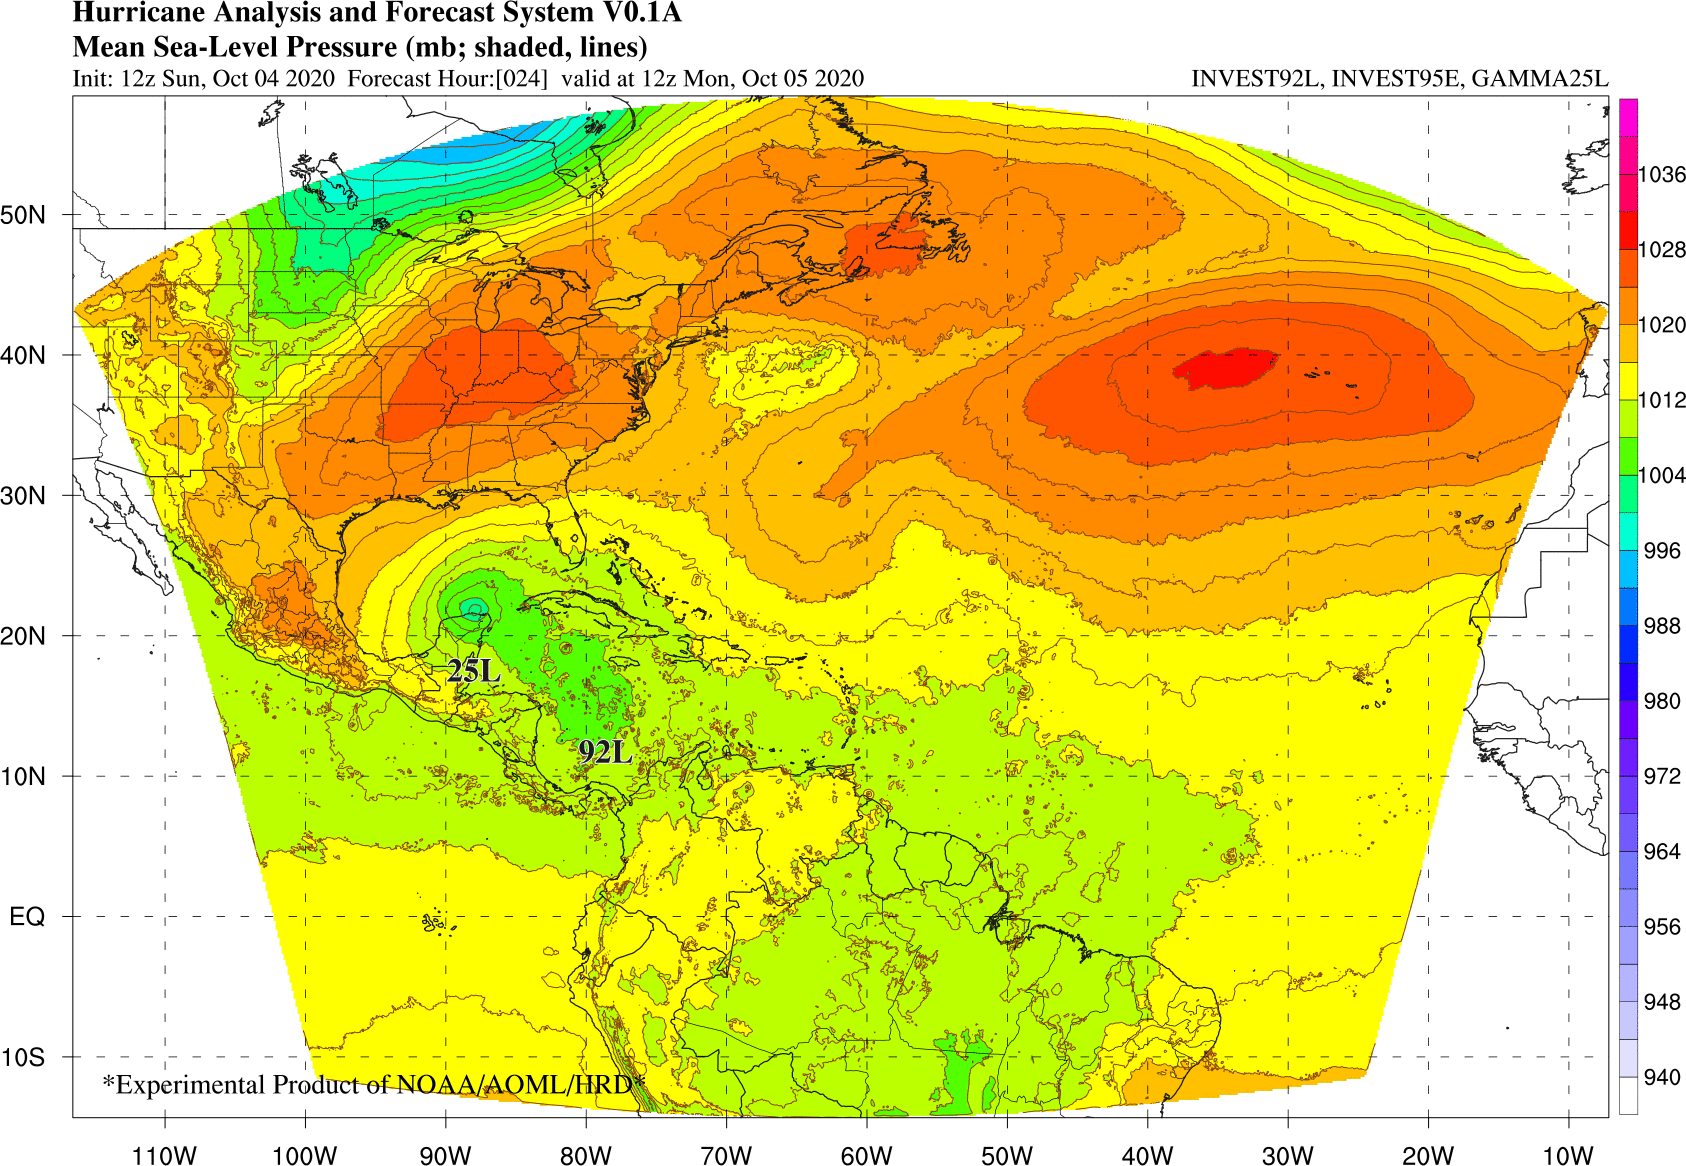 Hurricane Analysis and Forecast System V0.1A
Mean Sea-Level Pressure (mb; shaded, lines)
Init: 12z Sun, Oct 04 2020  Forecast Hour:[024]  valid at 12z Mon, Oct 05 2020
INVEST92L, INVEST95E, GAMMA25L
50N
40N
30N
20N
10N
EQ
10S
25L
92L
*Experimental Product of NOAA/AOML/HRD*
110W
100W
90W
80W
70W
60W
50W
40W
30W
20W
10W
1036
1028
1020
1012
1004
996
988
980
972
964
956
948
940